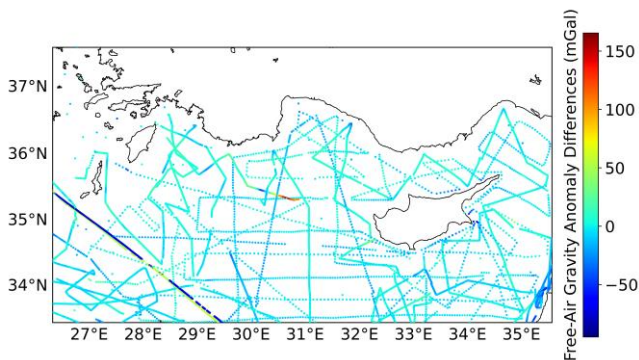 37°N
36°N
35°N
34°N
27°E 28°E 29°E 30°E 31°E 32°E 33°E 34°E 35°E
150
100
50
0
−50
Free-Air Gravity Anomaly Differences (mGal)